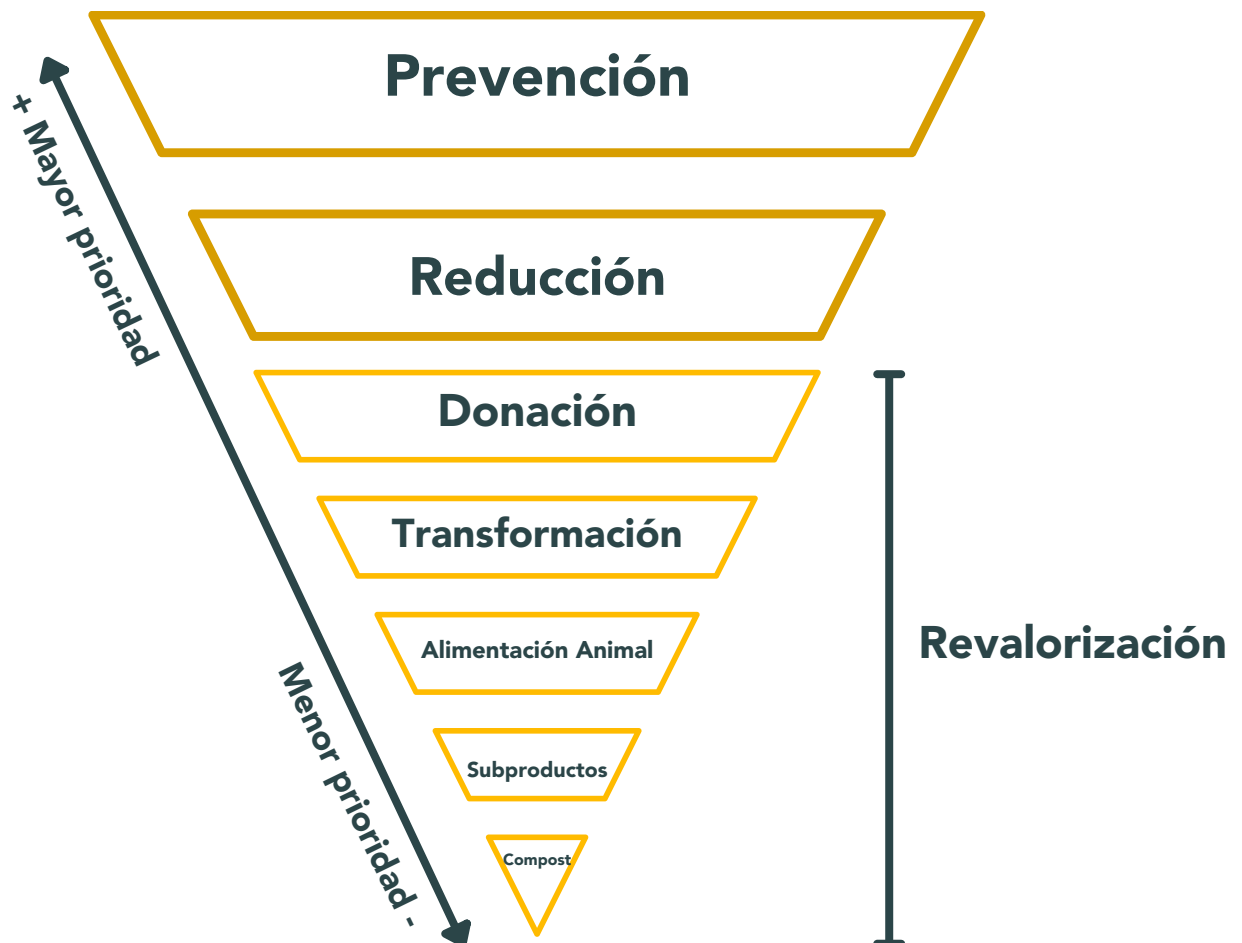 Prevención
+ Mayor prioridad
Reducción
Donación
Transformación
Alimentación Animal
Revalorización
Menor prioridad -
Subproductos
Compost